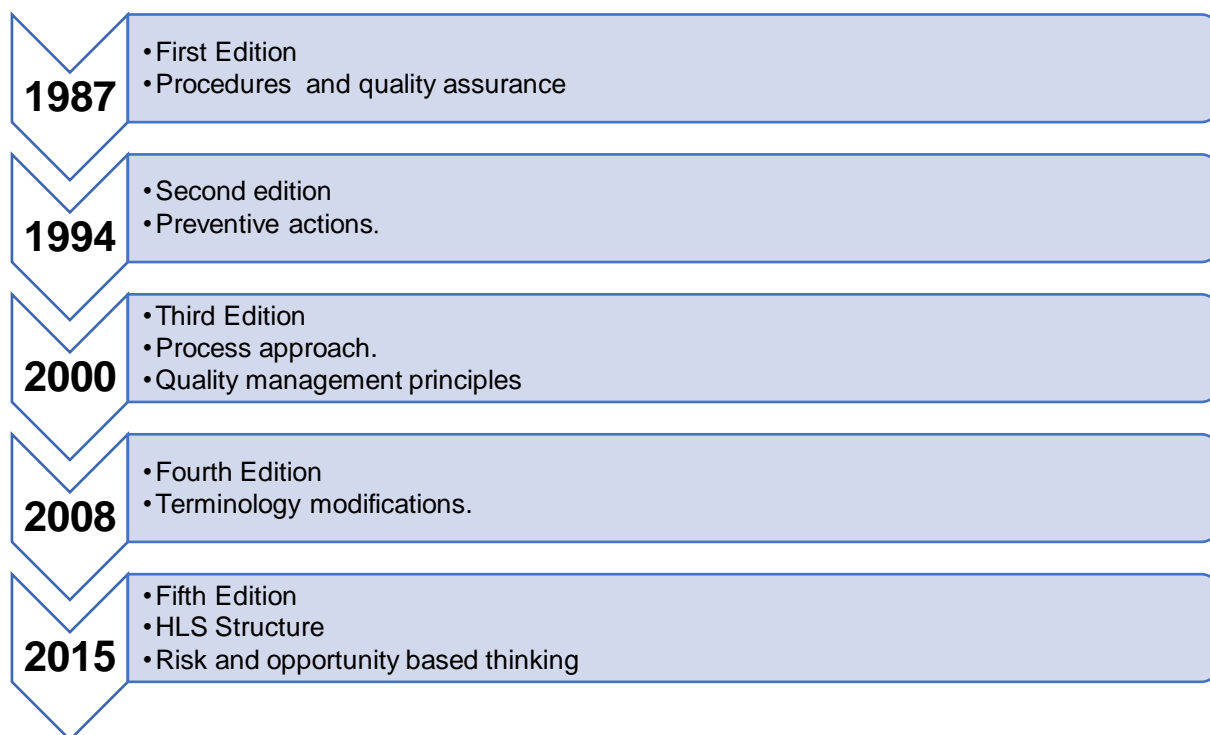 1987
•First Edition
•Procedures  and quality assurance
1994
•Second edition
•Preventive actions.
2000
•Third Edition
•Process approach.
•Quality management principles
2008
•Fourth Edition
•Terminology modifications.
2015
•Fifth Edition
•HLS Structure
•Risk and opportunity based thinking